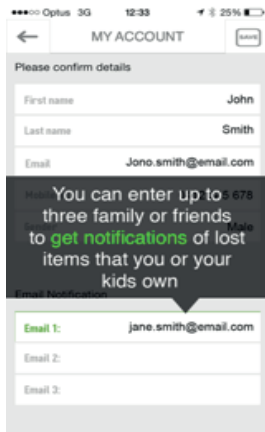 Optus 3G 12:33 25%
MY ACCOUNT SAVE
Please confirm details
First name John
Last name Smith
Email Jono.smith@email.com
You can enter up to
three family or friends
to get notifications of lost
items that you or your
kids own
Email Notification
Email 1: jane.smith@email.com
Email 2:
Email 3: